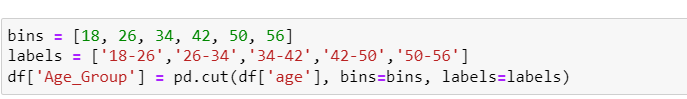 bins = [18, 26, 34, 42, 50, 56]
labels = ['18-26','26-34','34-42','42-50','50-56']
df['Age_Group'] = pd.cut(df['age'], bins=bins, labels=labels)